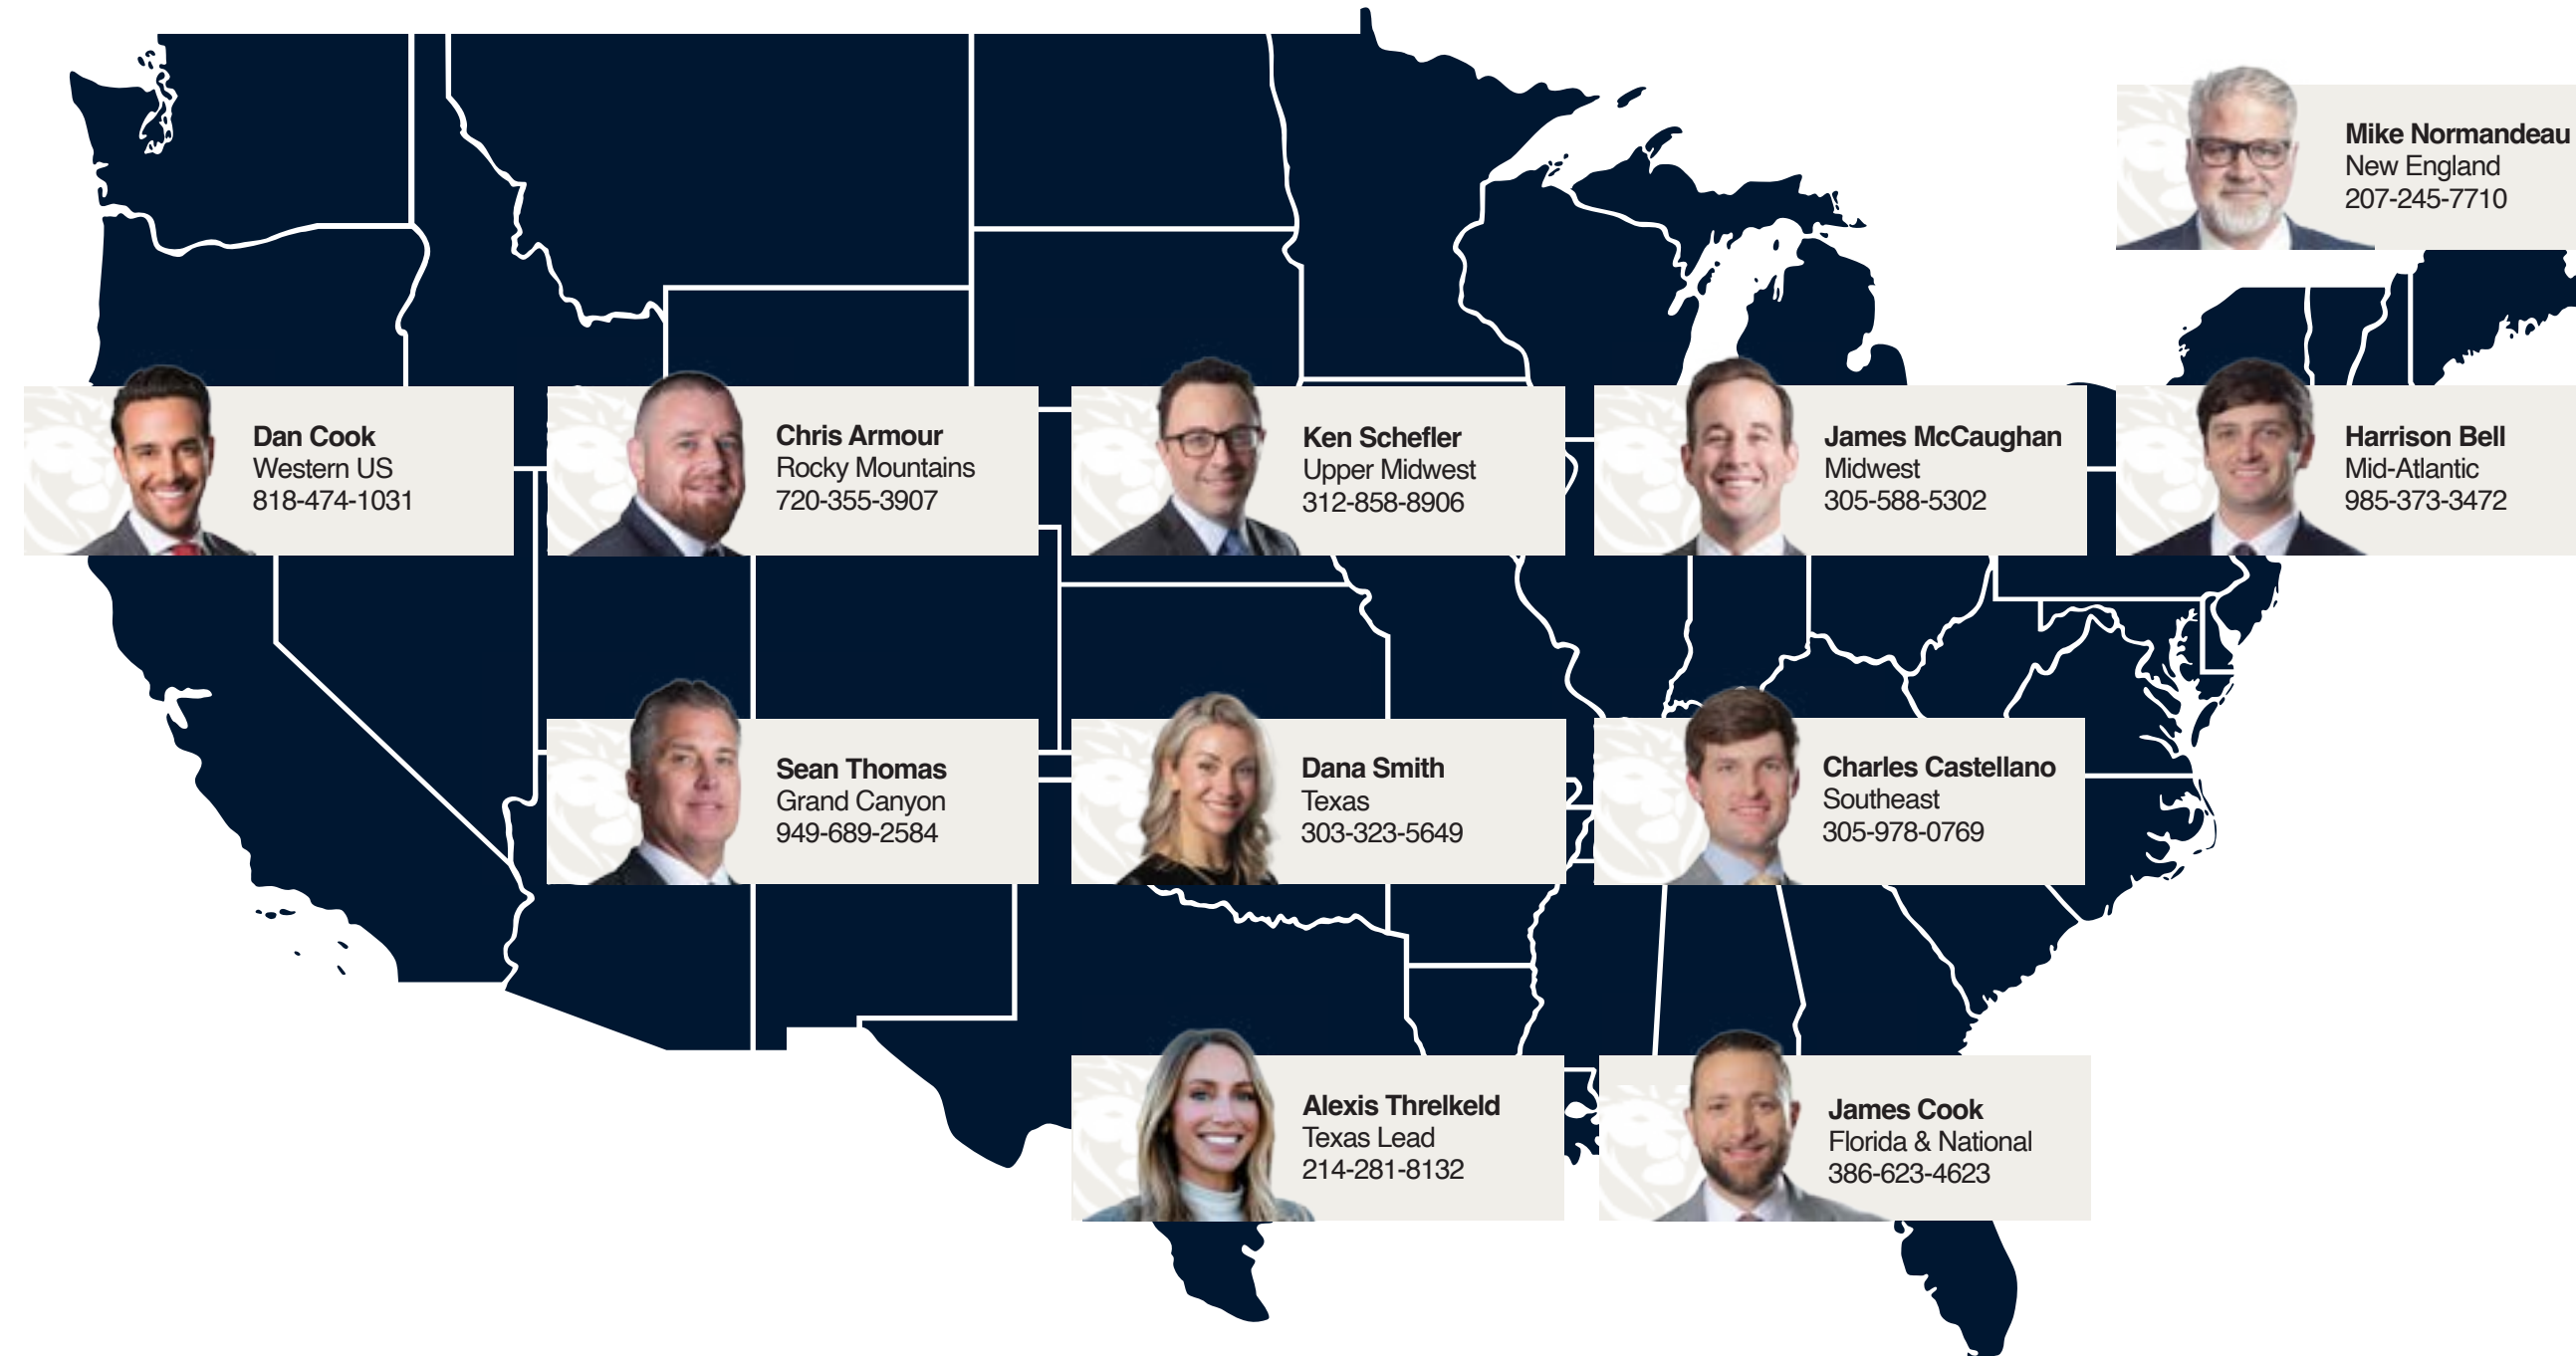 Mike Normandeau
New England
207-245-7710
Dan Cook
Western US
818-474-1031
Chris Armour
Rocky Mountains
720-355-3907
Ken Schefler
Upper Midwest
312-858-8906
James McCaughan
Midwest
305-588-5302
Harrison Bell
Mid-Atlantic
985-373-3472
Sean Thomas
Grand Canyon
949-689-2584
Dana Smith
Texas
303-323-5649
Charles Castellano
Southeast
305-978-0769
Alexis Threlkeld
Texas Lead
214-281-8132
James Cook
Florida & National
386-623-4623